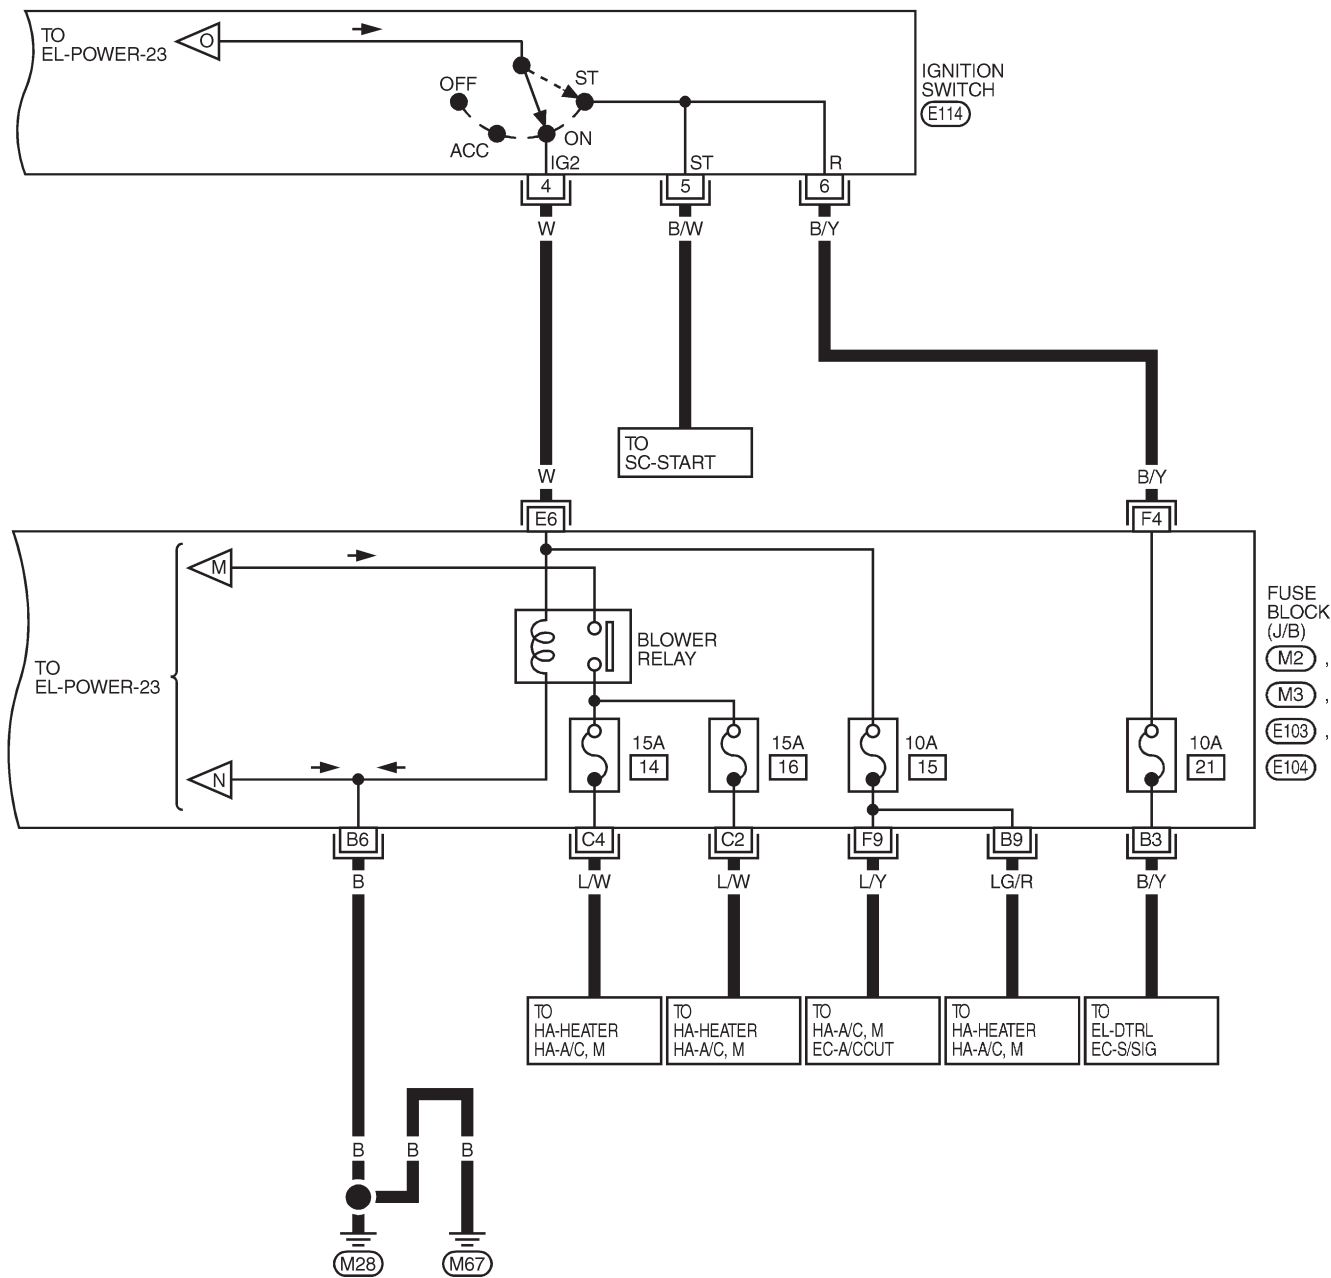 TO
EL-POWER-23
O
OFF
ACC
ON
ST
IG2
ST
R
IGNITION
SWITCH
E114
4
5
6
W
B/W
B/Y
TO
SC-START
W
B/Y
E6
F4
M
TO
EL-POWER-23
N
BLOWER
RELAY
FUSE
BLOCK
(J/B)
M2 ,
M3 ,
E103 ,
E104
15A
14
15A
16
10A
15
10A
21
B6
C4
C2
F9
B9
B3
B
L/W
L/W
L/Y
LG/R
B/Y
TO
HA-HEATER
HA-A/C, M
TO
HA-HEATER
HA-A/C, M
TO
HA-A/C, M
EC-A/CCUT
TO
HA-HEATER
HA-A/C, M
TO
EL-DTRL
EC-S/SIG
B
B
B
M28
M67